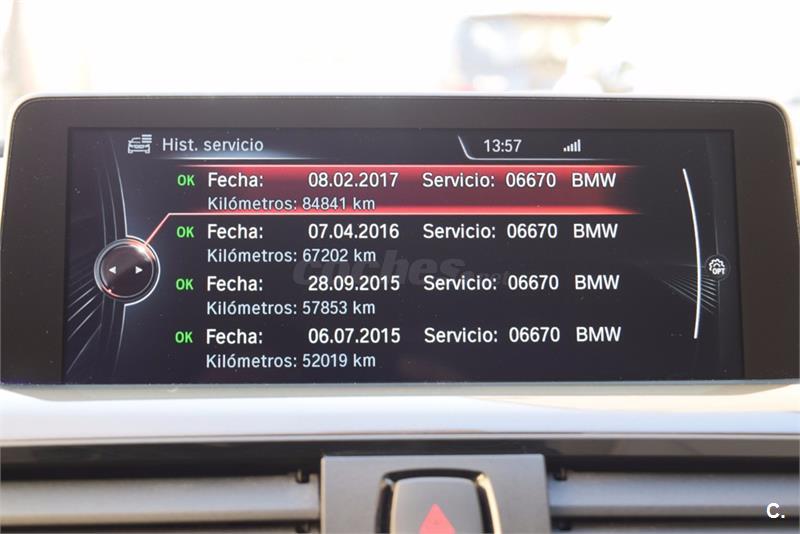 Hist. servicio 13:57
OK Fecha: 08.02.2017 Servicio: 06670 BMW
Kilómetros: 84841 km
OK Fecha: 07.04.2016 Servicio: 06670 BMW
Kilómetros: 67202 km
coches.net
OK Fecha: 28.09.2015 Servicio: 06670 BMW
OPT
Kilómetros: 57853 km
OK Fecha: 06.07.2015 Servicio: 06670 BMW
Kilómetros: 52019 km
C.